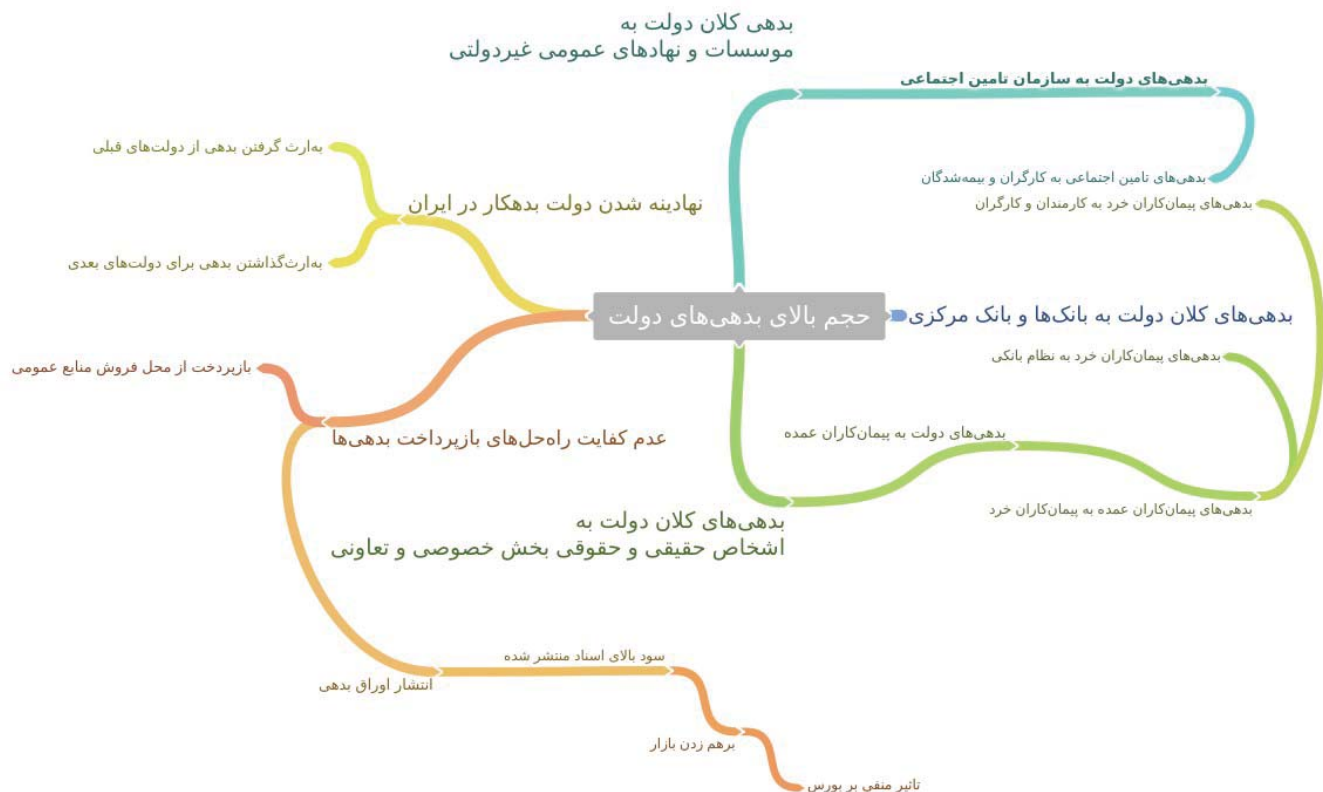 بدهی کلان دولت به
موسسات و نهادهای عمومی غیردولتی
بدهی‌های دولت به سازمان تامین اجتماعی
بدهی‌های تامین اجتماعی به کارگران و بیمه‌شدگان
بدهی‌های پیمان‌کاران خرد به کارمندان و کارگران
به‌ارث گرفتن بدهی از دولت‌های قبلی
نهادینه شدن دولت بدهکار در ایران
به‌ارث‌گذاشتن بدهی برای دولت‌های بعدی
حجم بالای بدهی‌های دولت
بدهی‌های کلان دولت به بانک‌ها و بانک مرکزی
بدهی‌های پیمان‌کاران خرد به نظام بانکی
بازپردخت از محل فروش منابع عمومی
عدم کفایت راه‌حل‌های بازپرداخت بدهی‌ها
بدهی‌های دولت به پیمان‌کاران عمده
بدهی‌های پیمان‌کاران عمده به پیمان‌کاران خرد
بدهی‌های کلان دولت به
اشخاص حقیقی و حقوقی بخش خصوصی و تعاونی
سود بالای اسناد منتشر شده
انتشار اوراق بدهی
برهم زدن بازار
تاثیر منفی بر بورس